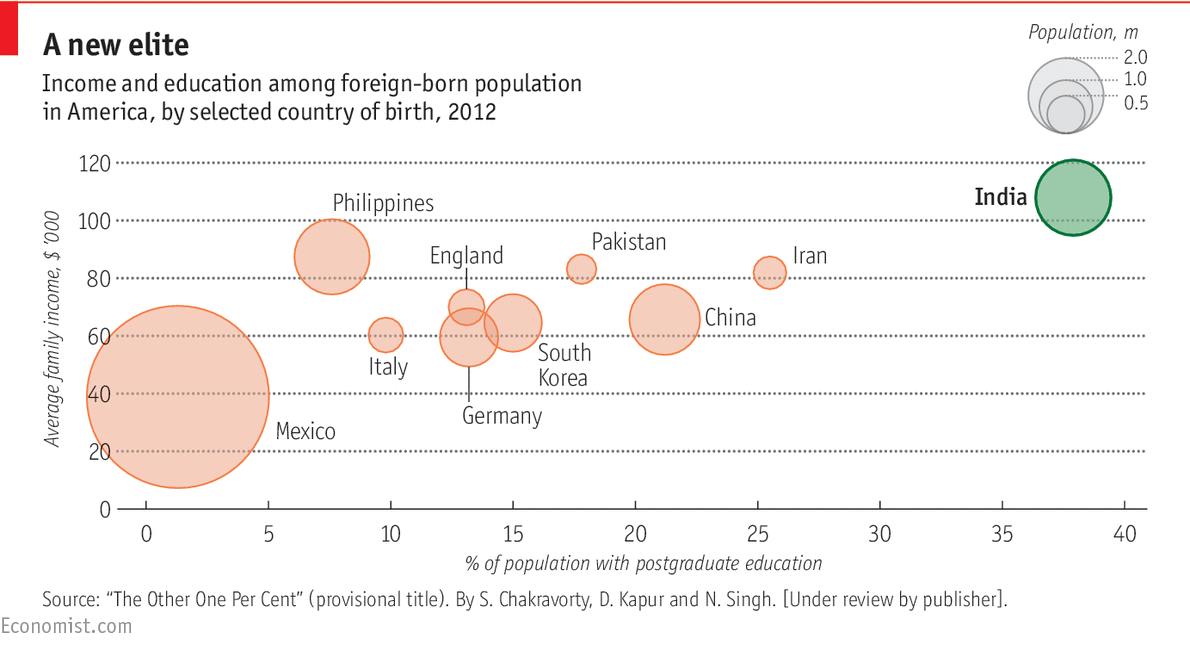 A new elite
Income and education among foreign-born population
in America, by selected country of birth, 2012
Population, m
2.0
1.0
0.5
Average family income, $ ’000
120
100
80
60
40
20
0
India
Philippines
Pakistan
England
Iran
China
Italy
South
Korea
Germany
Mexico
0 5 10 15 20 25 30 35 40
% of population with postgraduate education
Source: “The Other One Per Cent” (provisional title). By S. Chakravorty, D. Kapur and N. Singh. [Under review by publisher].
Economist.com